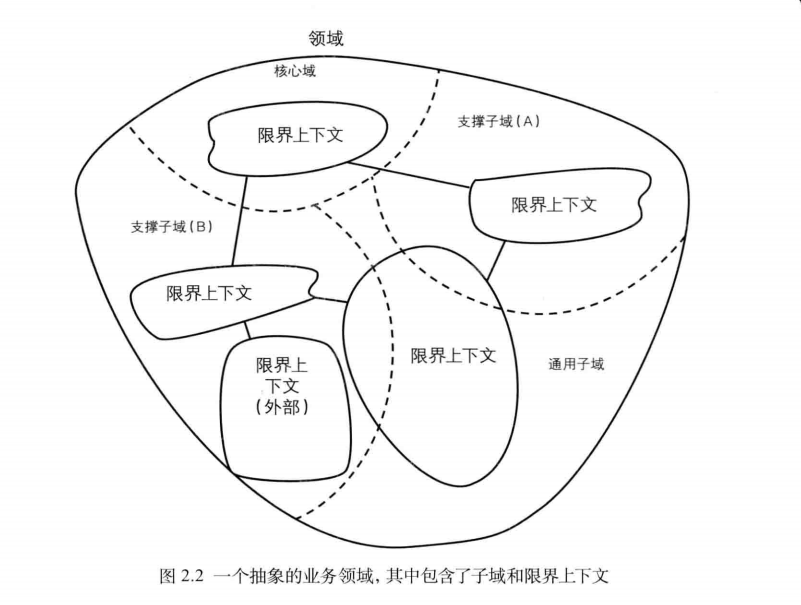 领域
核心域
支撑子域(A)
限界上下文
限界上下文
支撑子域(B)
限界上下文
限界上下文
限界上
下文
(外部)
通用子域
图 2.2 一个抽象的业务领域，其中包含了子域和限界上下文